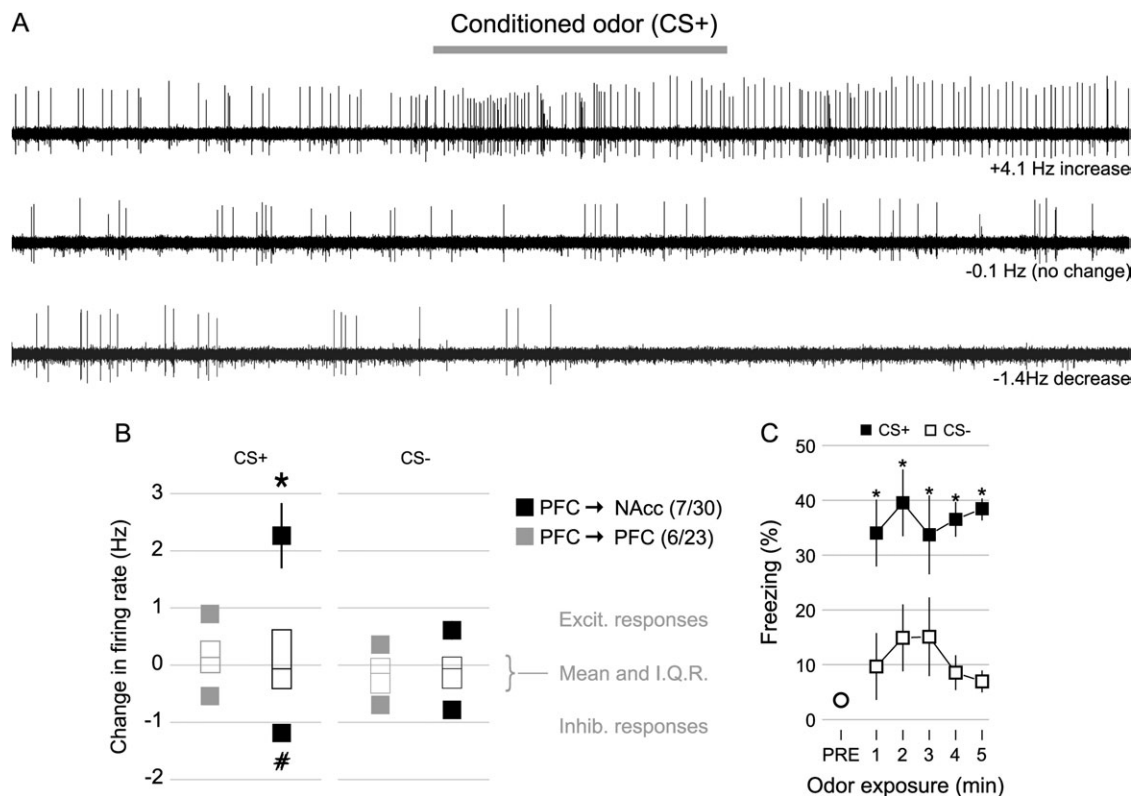 A
Conditioned odor (CS+)
+4.1 Hz increase
-0.1 Hz (no change)
-1.4Hz decrease
B
CS+
CS-
3
2
1
0
-1
-2
Change in firing rate (Hz)
*
#
PFC → NAcc (7/30)
PFC → PFC (6/23)
Excit. responses
Mean and I.Q.R.
Inhib. responses
C
CS+ CS-
50
40
30
20
10
0
Freezing (%)
* * * * *
PRE 1 2 3 4 5
Odor exposure (min)